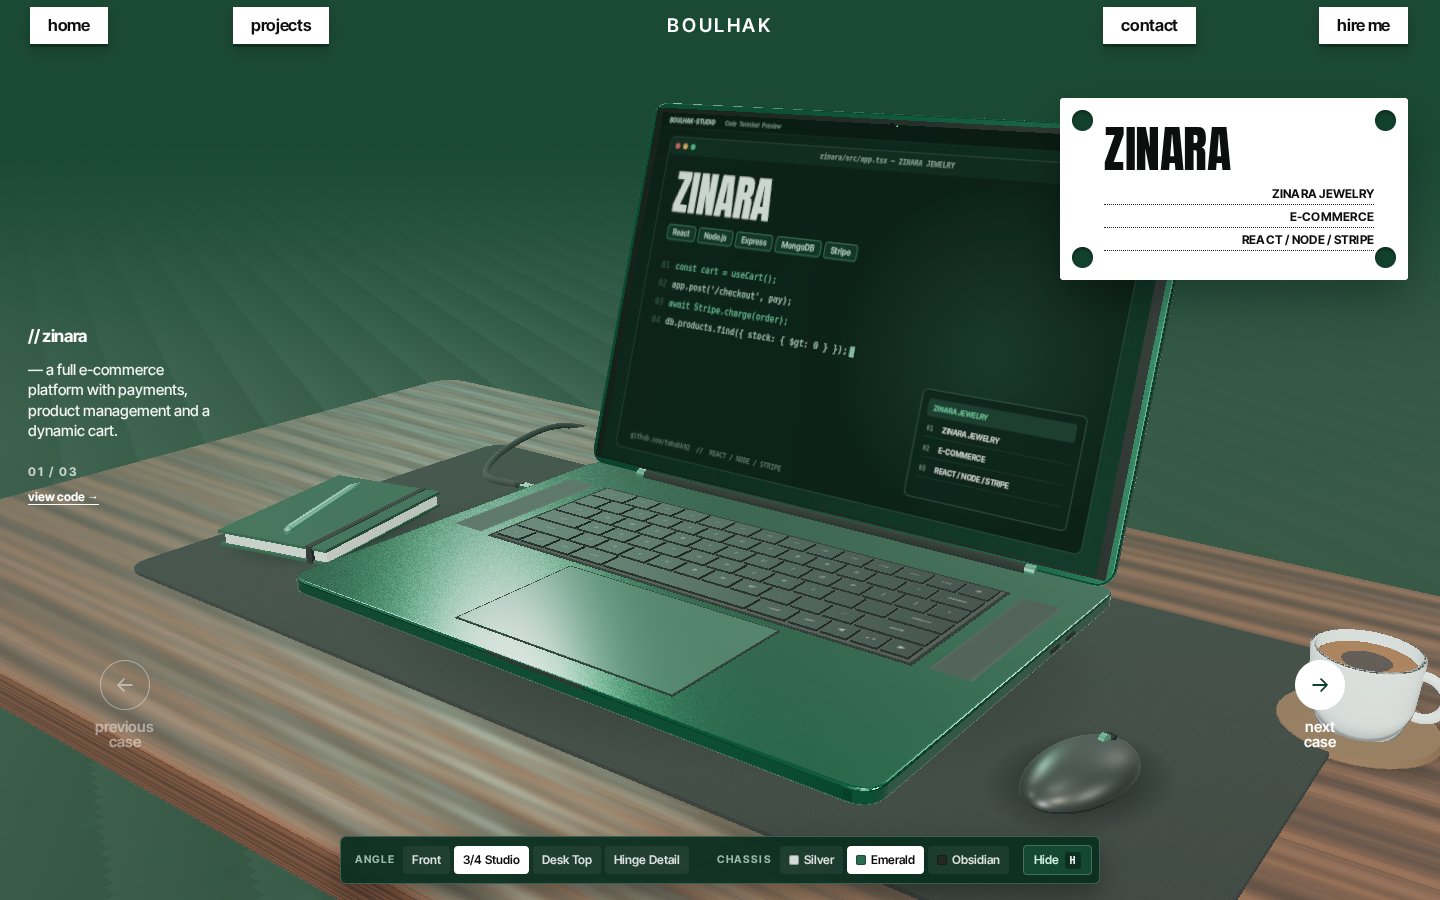 home
projects
BOULHAK
contact
hire me
BOULHAK-STUDIO Code Terminal Preview
zinara/src/app.tsx — ZINARA JEWELRY
ZINARA
React Node.js Express MongoDB Stripe
01 const cart = useCart();
02 app.post('/checkout', pay);
03 await Stripe.charge(order);
04 db.products.find({ stock: { $gt: 0 } });
ZINARA JEWELRY
01 ZINARA JEWELRY
02 E-COMMERCE
03 REACT / NODE / STRIPE
// REACT / NODE / STRIPE
ZINARA
ZINARA JEWELRY
E-COMMERCE
REACT / NODE / STRIPE
// zinara
— a full e-commerce
platform with payments,
product management and a
dynamic cart.
01 / 03
view code →
previous
case
next
case
ANGLE Front 3/4 Studio Desk Top Hinge Detail CHASSIS Silver Emerald Obsidian Hide H